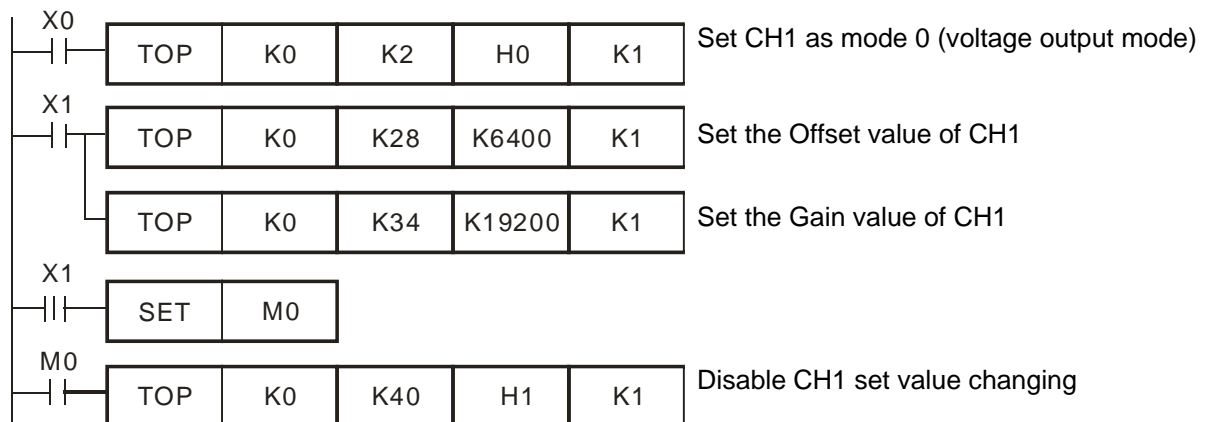 X0
TOP K0 K2 H0 K1 Set CH1 as mode 0 (voltage output mode)
X1
TOP K0 K28 K6400 K1 Set the Offset value of CH1
TOP K0 K34 K19200 K1 Set the Gain value of CH1
X1
SET M0
M0
TOP K0 K40 H1 K1 Disable CH1 set value changing